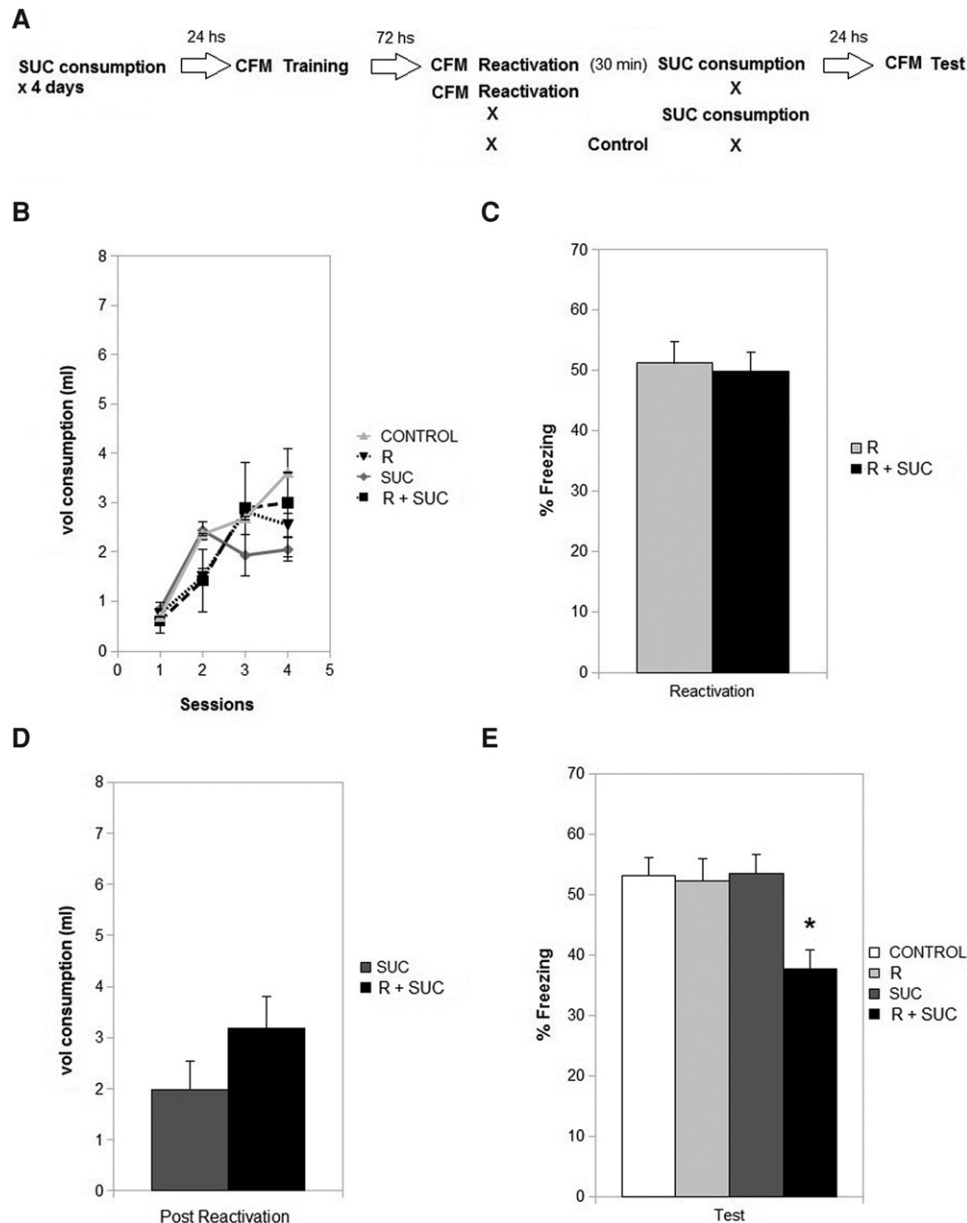 A
24 hs
72 hs
24 hs
SUC consumption
x 4 days
CFM Training
CFM Reactivation (30 min) SUC consumption
CFM Test
CFM Reactivation X
X SUC consumption
X Control X
B
8
7
6
5
4
3
2
1
0
vol consumption (ml)
0 1 2 3 4 5
Sessions
CONTROL
R
SUC
R + SUC
C
70
60
50
40
30
20
10
0
% Freezing
Reactivation
R
R + SUC
D
8
7
6
5
4
3
2
1
0
vol consumption (ml)
Post Reactivation
SUC
R + SUC
E
70
60
50
40
30
20
10
0
% Freezing
*
Test
CONTROL
R
SUC
R + SUC